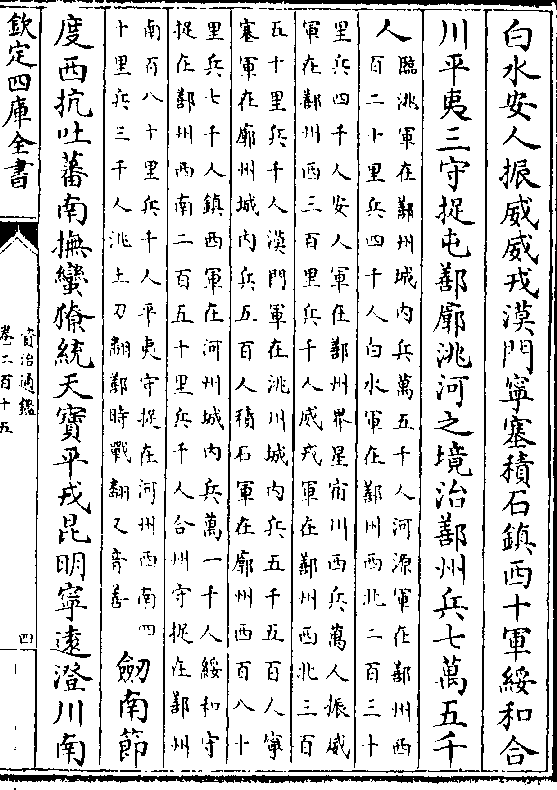 白水安人振威威戎漠門寧塞積石鎮西十軍綏和合
川平夷三守捉屯鄯廓洮河之境治鄯州兵七萬五千
人
臨洮軍在鄯州城内兵萬五千人河源軍在鄯州西
百二十里兵四千人白水軍在鄯州西北二百三十
里兵四千人安人軍在鄯州界星宿川西兵萬人振威
軍在鄯州西三百里兵千人威戎軍在鄯州西北三百
五十里兵千人漠門軍在洮州城内兵五千五百人寧
塞軍在廓州城内兵五百人積石軍在廓州西百八十
里兵七千人鎮西軍在河州城内兵萬一千人綏和守
捉在鄯州西南二百五十里兵千人合州守捉在鄯州
南百八十里兵千人平夷守捉在河州西南四
十里兵三千人洮土刀翻鄯時戰翻又音善
劒南節
度西抗吐蕃南撫蠻獠統天寶平戎昆明寧遠澄川南
欽定四庫全書
資治通鑑
卷二百十五
四